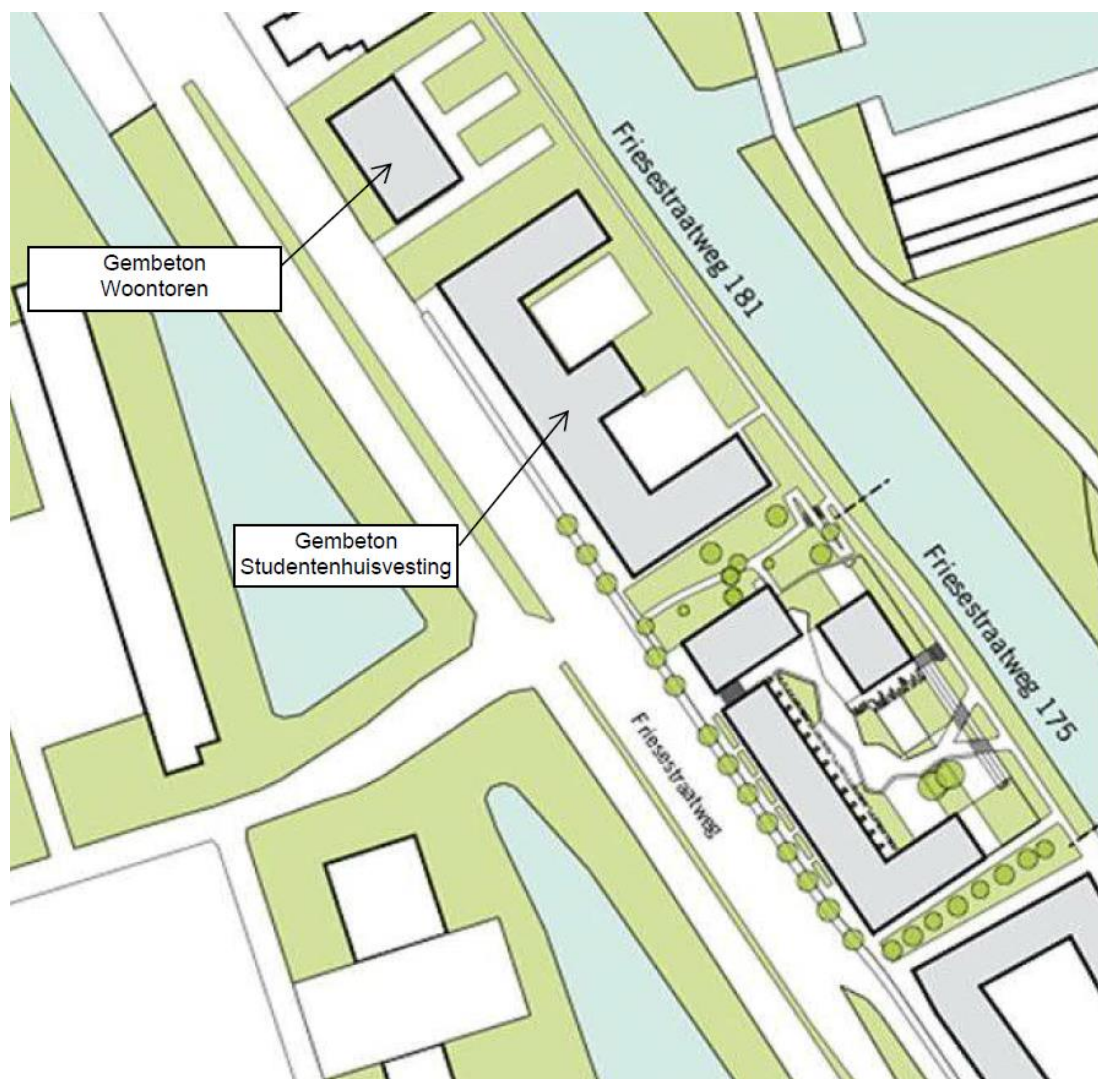 Friesestraatweg 181
Gembeton
Woontoren
Gembeton
Studentenhuisvesting
Friesestraatweg 175
Friesestraatweg